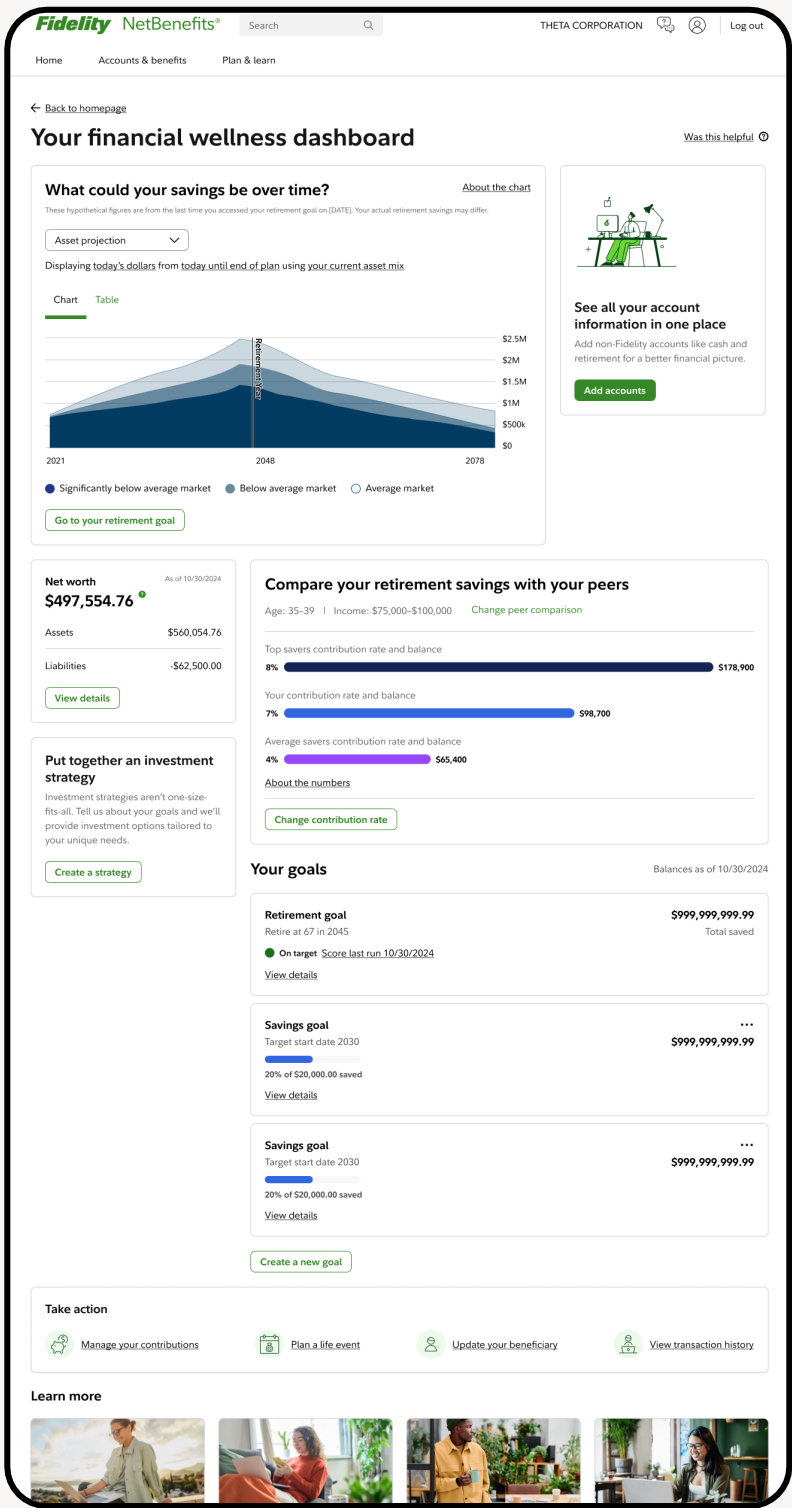 Fidelity NetBenefits®
Search
THETA CORPORATION
Log out
Home
Accounts & benefits
Plan & learn
Back to homepage
Your financial wellness dashboard
Was this helpful
What could your savings be over time?
About the chart
These hypothetical figures are from the last time you accessed your retirement goal on [DATE]. Your actual retirement savings may differ.
Asset projection
Displaying today's dollars from today until end of plan using your current asset mix
Chart
Table
Retirement Year
$2.5M
$2M
$1.5M
$1M
$500k
$0
2021
2048
2078
Significantly below average market
Below average market
Average market
Go to your retirement goal
See all your account
information in one place
Add non-Fidelity accounts like cash and
retirement for a better financial picture.
Add accounts
Net worth
As of 10/30/2024
$497,554.76
Assets
$560,054.76
Liabilities
-$62,500.00
View details
Put together an investment
strategy
Investment strategies aren't one-size-
fits-all. Tell us about your goals and we'll
provide investment options tailored to
your unique needs.
Create a strategy
Compare your retirement savings with your peers
Age: 35–39 | Income: $75,000–$100,000
Change peer comparison
Top savers contribution rate and balance
8%
$178,900
Your contribution rate and balance
7%
$98,700
Average savers contribution rate and balance
4%
$65,400
About the numbers
Change contribution rate
Your goals
Balances as of 10/30/2024
Retirement goal
$999,999,999.99
Retire at 67 in 2045
Total saved
On target Score last run 10/30/2024
View details
Savings goal
Target start date 2030
$999,999,999.99
20% of $20,000.00 saved
View details
Savings goal
Target start date 2030
$999,999,999.99
20% of $20,000.00 saved
View details
Create a new goal
Take action
Manage your contributions
Plan a life event
Update your beneficiary
View transaction history
Learn more